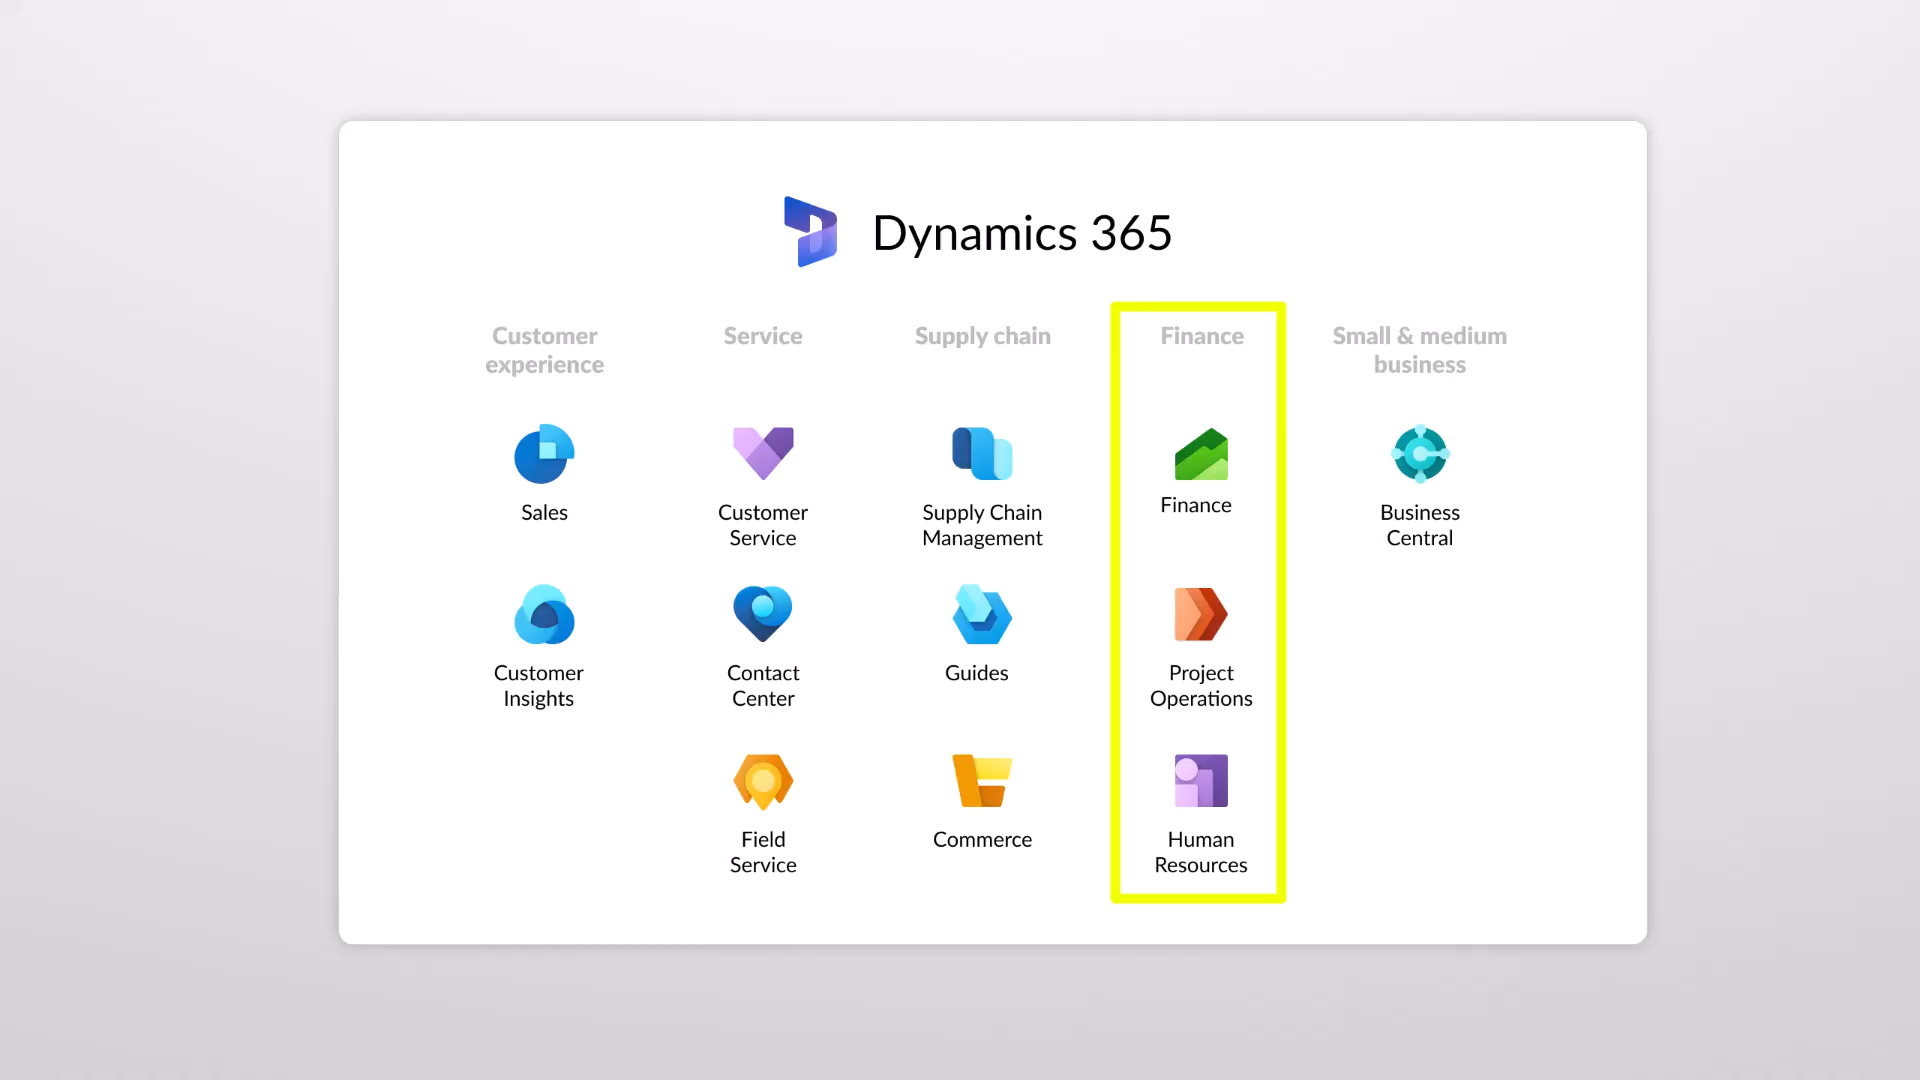 Dynamics 365
Customer
experience
Sales
Customer
Insights
Service
Customer
Service
Contact
Center
Field
Service
Supply chain
Supply Chain
Management
Guides
Commerce
Finance
Finance
Project
Operations
Human
Resources
Small & medium
business
Business
Central